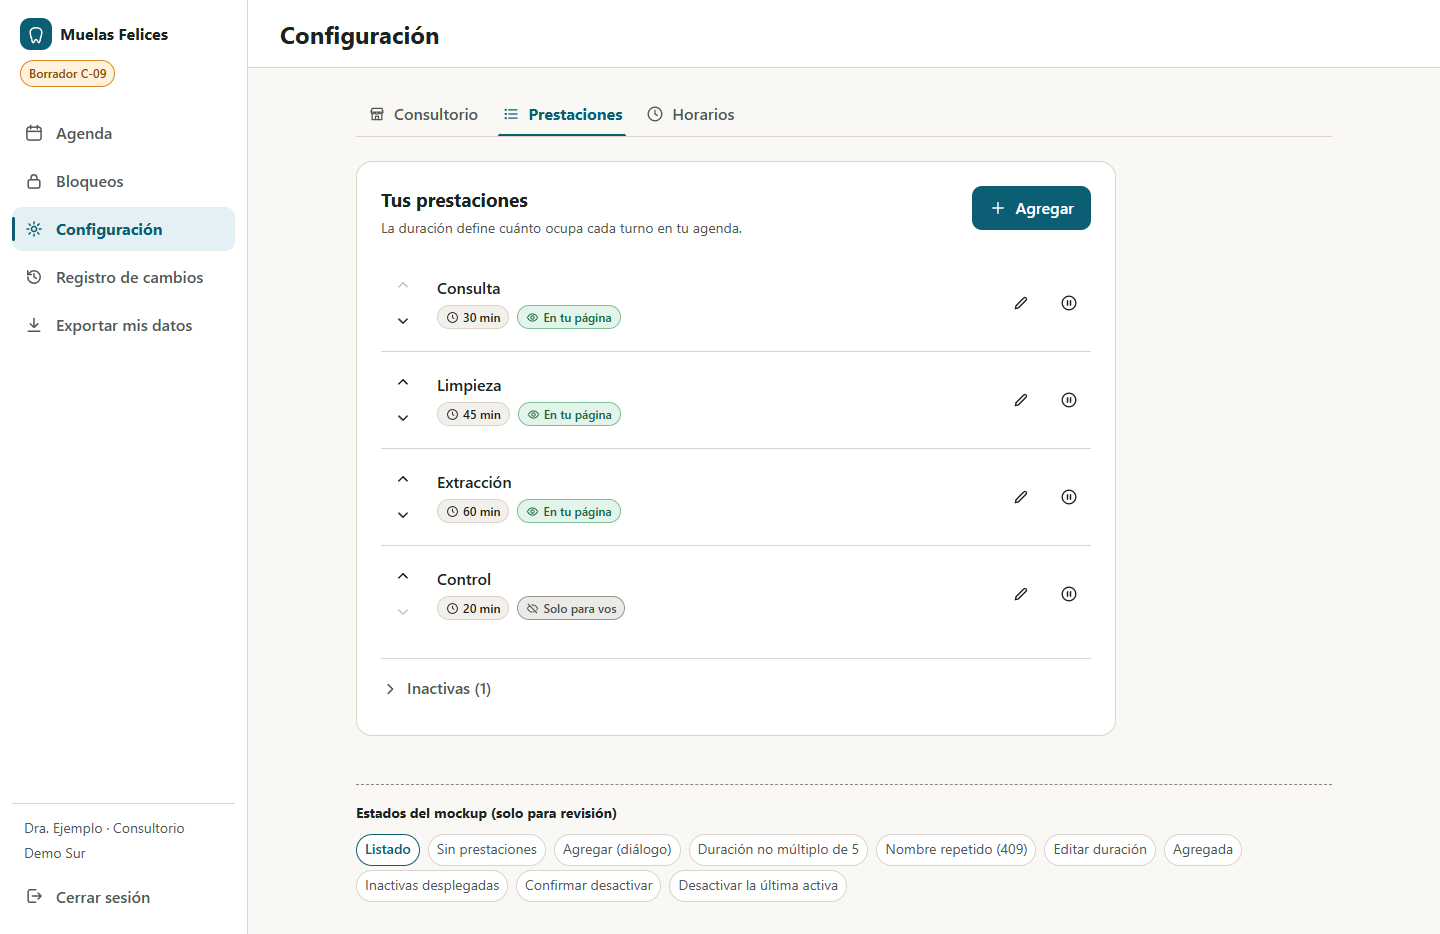 Muelas Felices
Borrador C-09
Agenda
Bloqueos
Configuración
Registro de cambios
Exportar mis datos
Dra. Ejemplo · Consultorio
Demo Sur
Cerrar sesión
Configuración
Consultorio
Prestaciones
Horarios
Tus prestaciones
La duración define cuánto ocupa cada turno en tu agenda.
Agregar
Consulta
30 min
En tu página
Limpieza
45 min
En tu página
Extracción
60 min
En tu página
Control
20 min
Solo para vos
Inactivas (1)
Estados del mockup (solo para revisión)
Listado
Sin prestaciones
Agregar (diálogo)
Duración no múltiplo de 5
Nombre repetido (409)
Editar duración
Agregada
Inactivas desplegadas
Confirmar desactivar
Desactivar la última activa